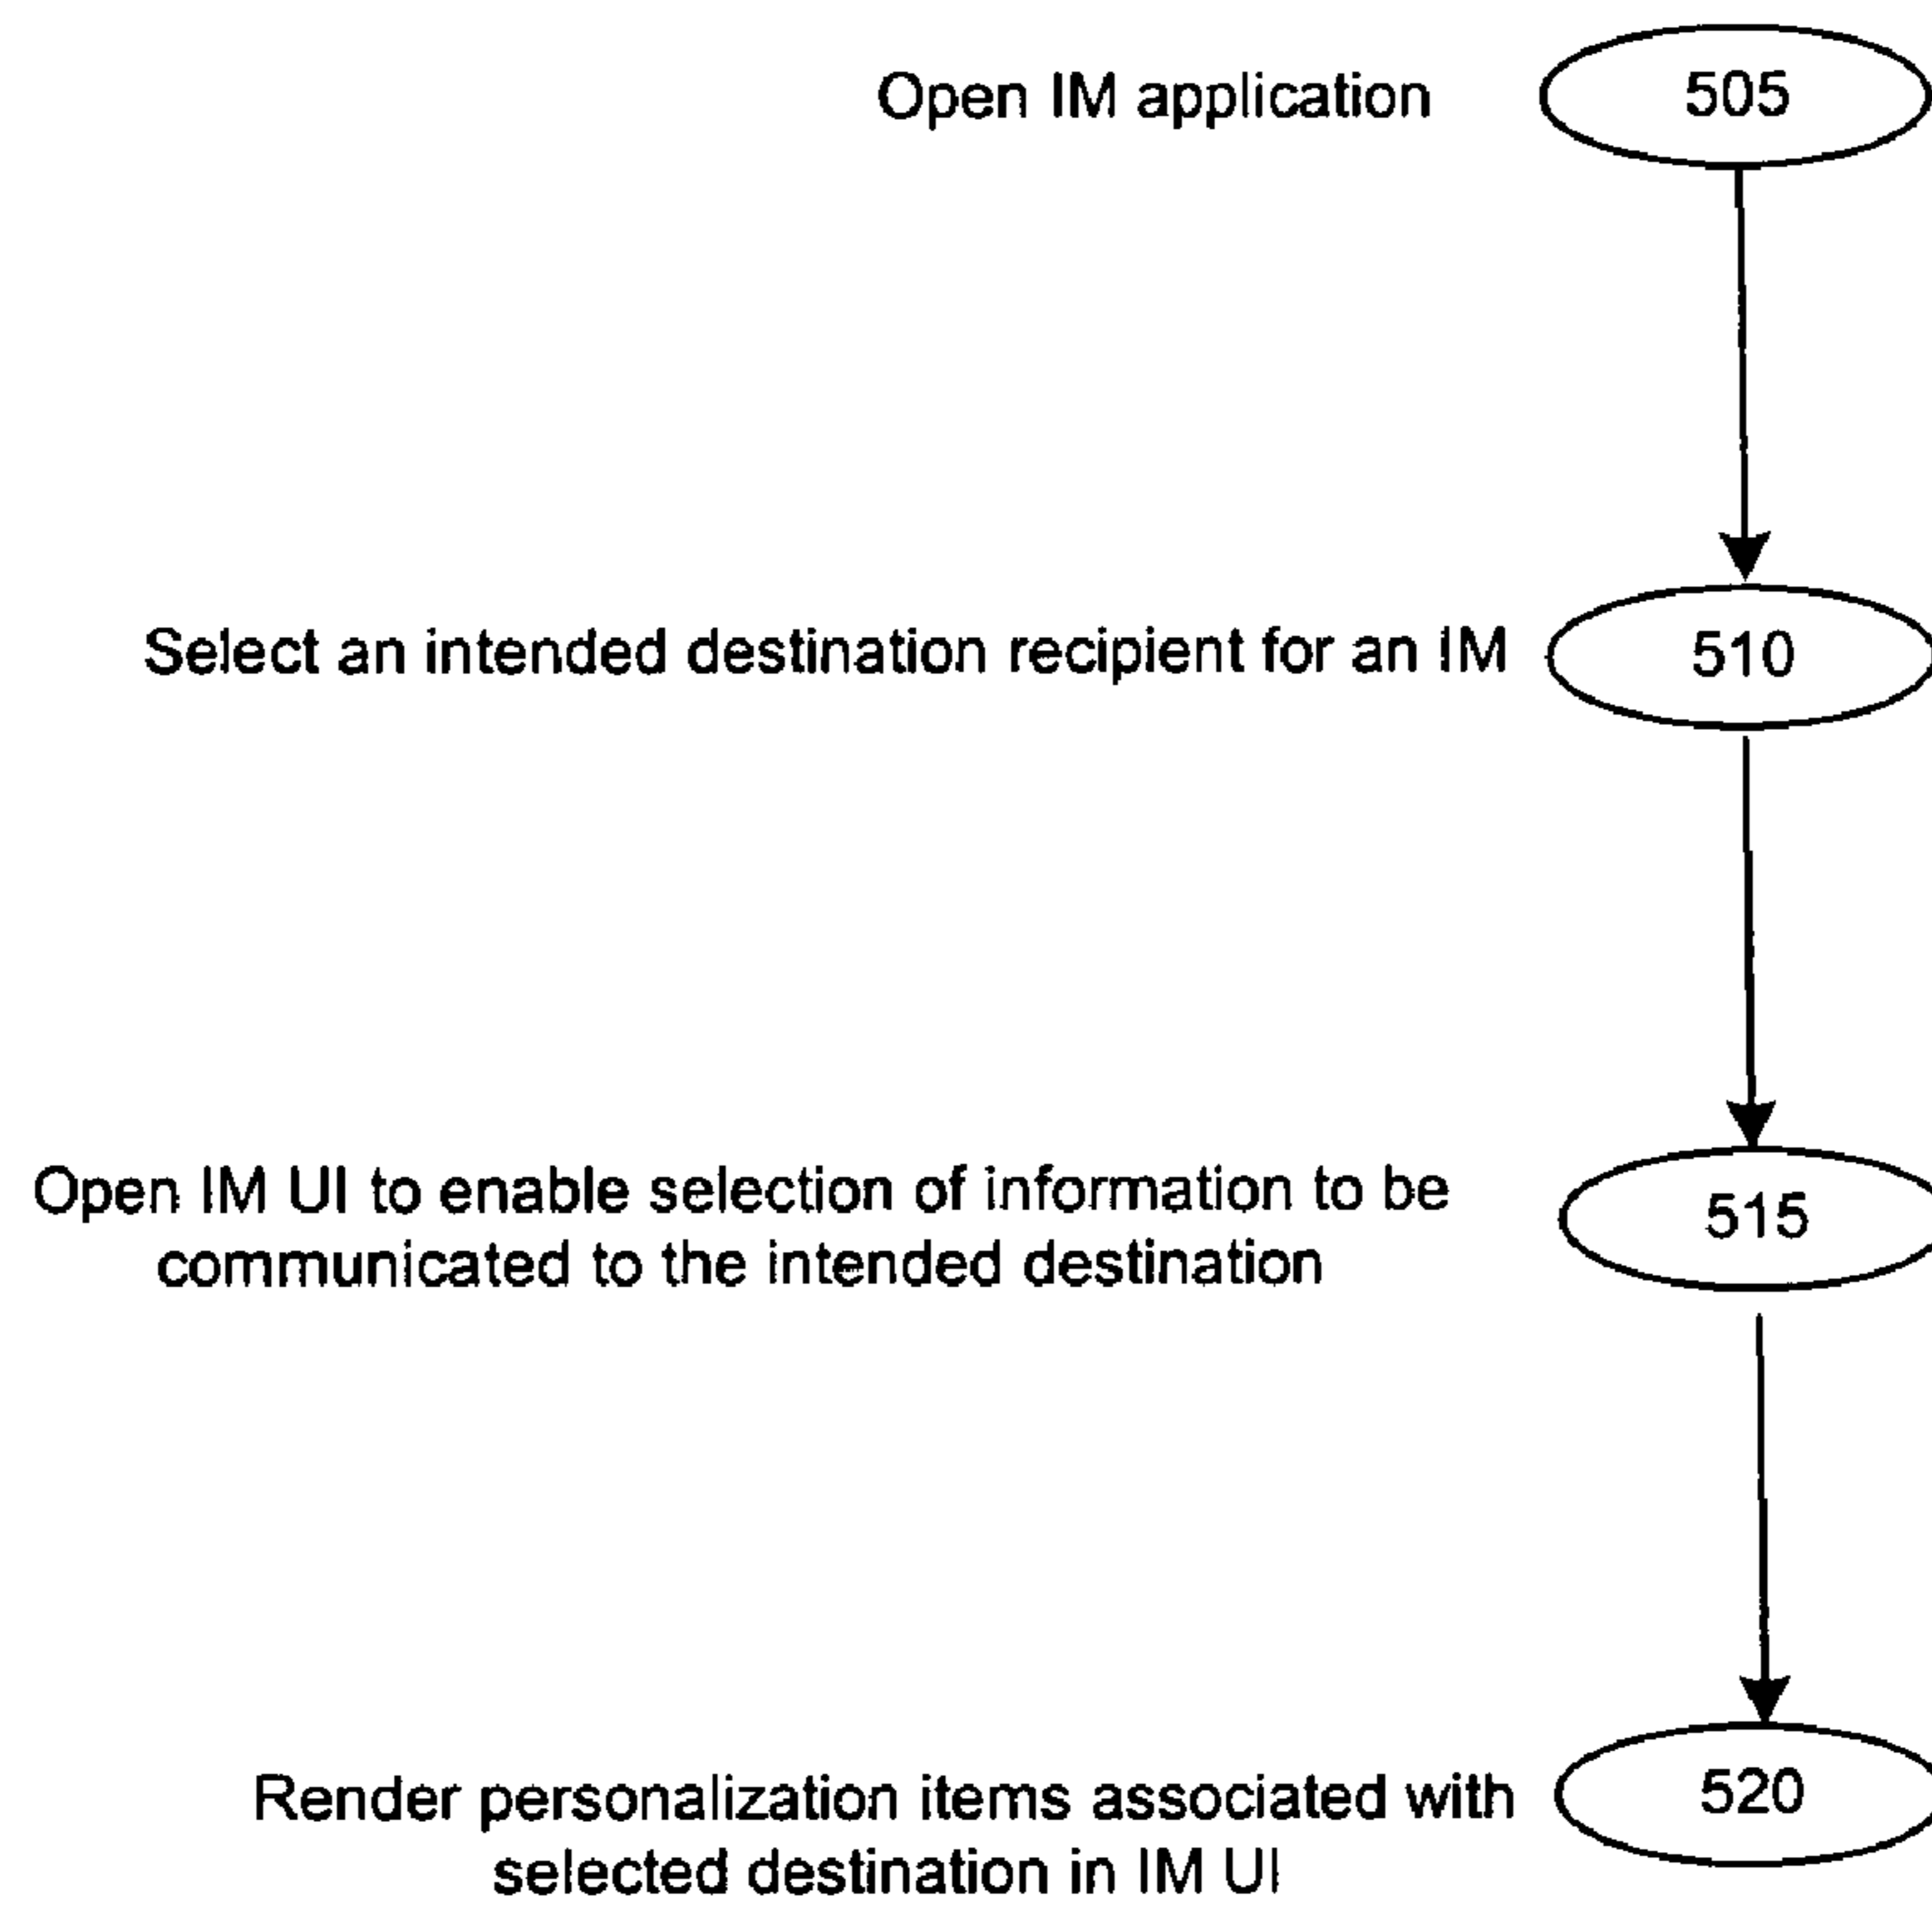 Open IM application
505
Select an intended destination recipient for an IM
510
Open IM UI to enable selection of information to be
communicated to the intended destination
515
Render personalization items associated with
selected destination in IM UI
520